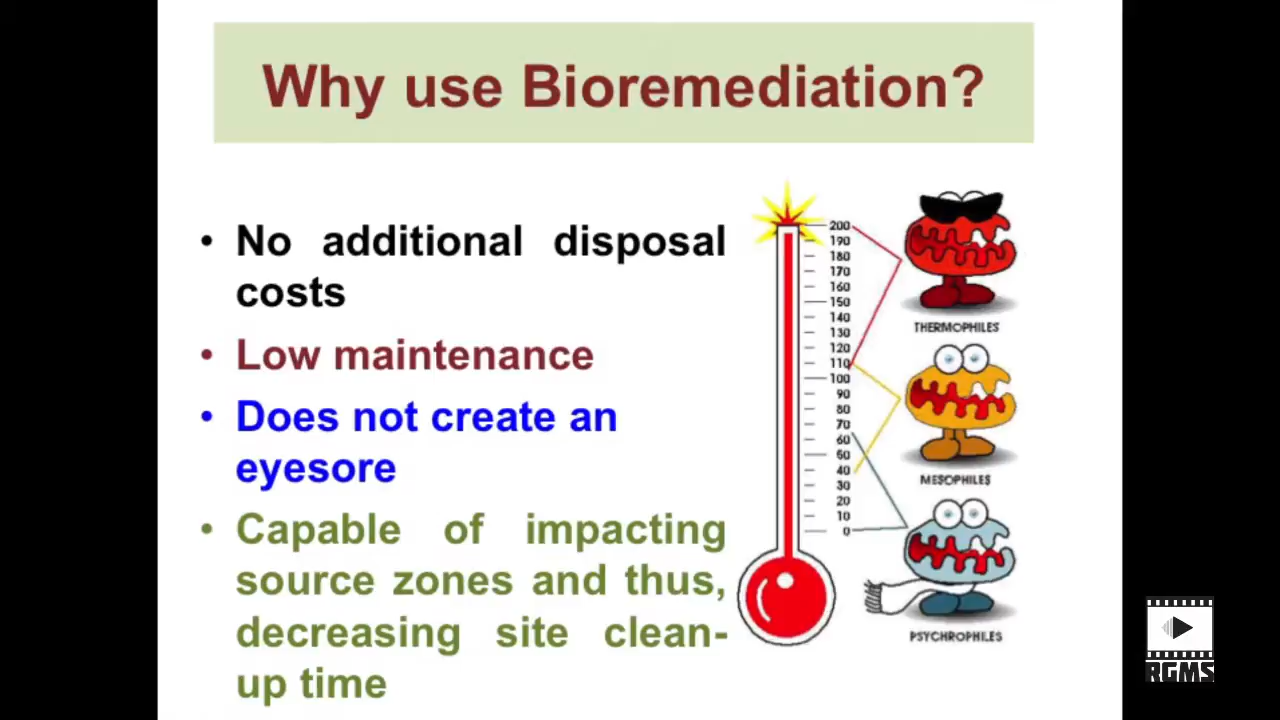 Why use Bioremediation?
• No additional disposal
costs
• Low maintenance
• Does not create an
eyesore
• Capable of impacting
source zones and thus,
decreasing site clean-
up time
200
190
180
170
160
150
140
130
120
110
100
90
80
70
60
50
40
30
20
10
0
THERMOPHILES
MESOPHILES
PSYCHROPHILES
RGMS